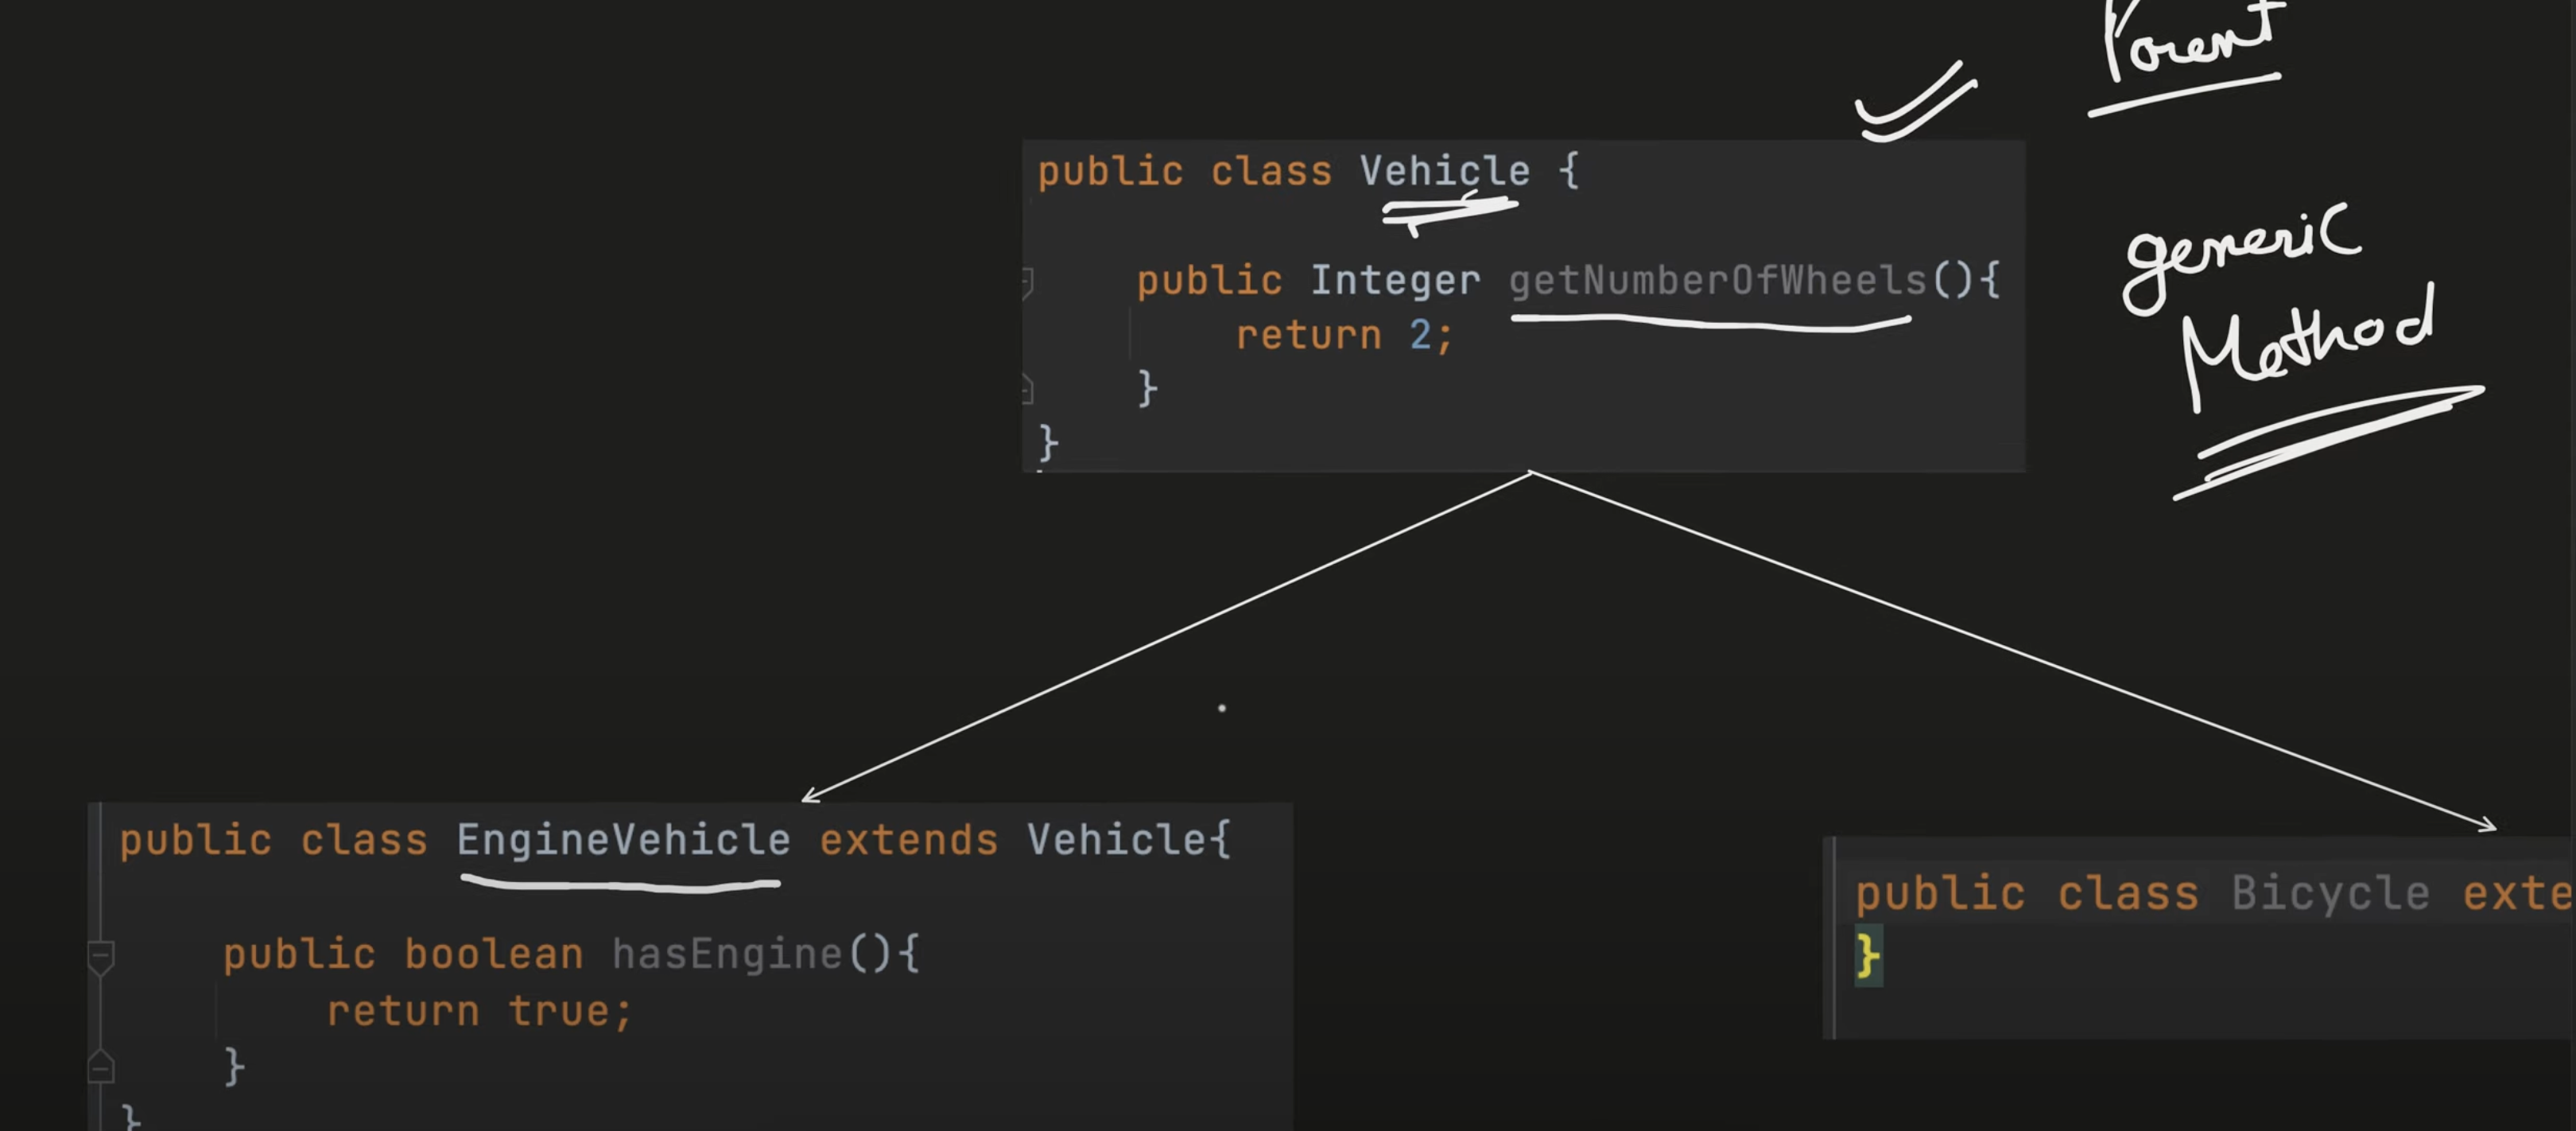 Parent
public class Vehicle {
public Integer getNumberOfWheels(){
return 2;
}
}
generic
Method
public class EngineVehicle extends Vehicle{
public boolean hasEngine(){
return true;
}
}
public class Bicycle exte
}